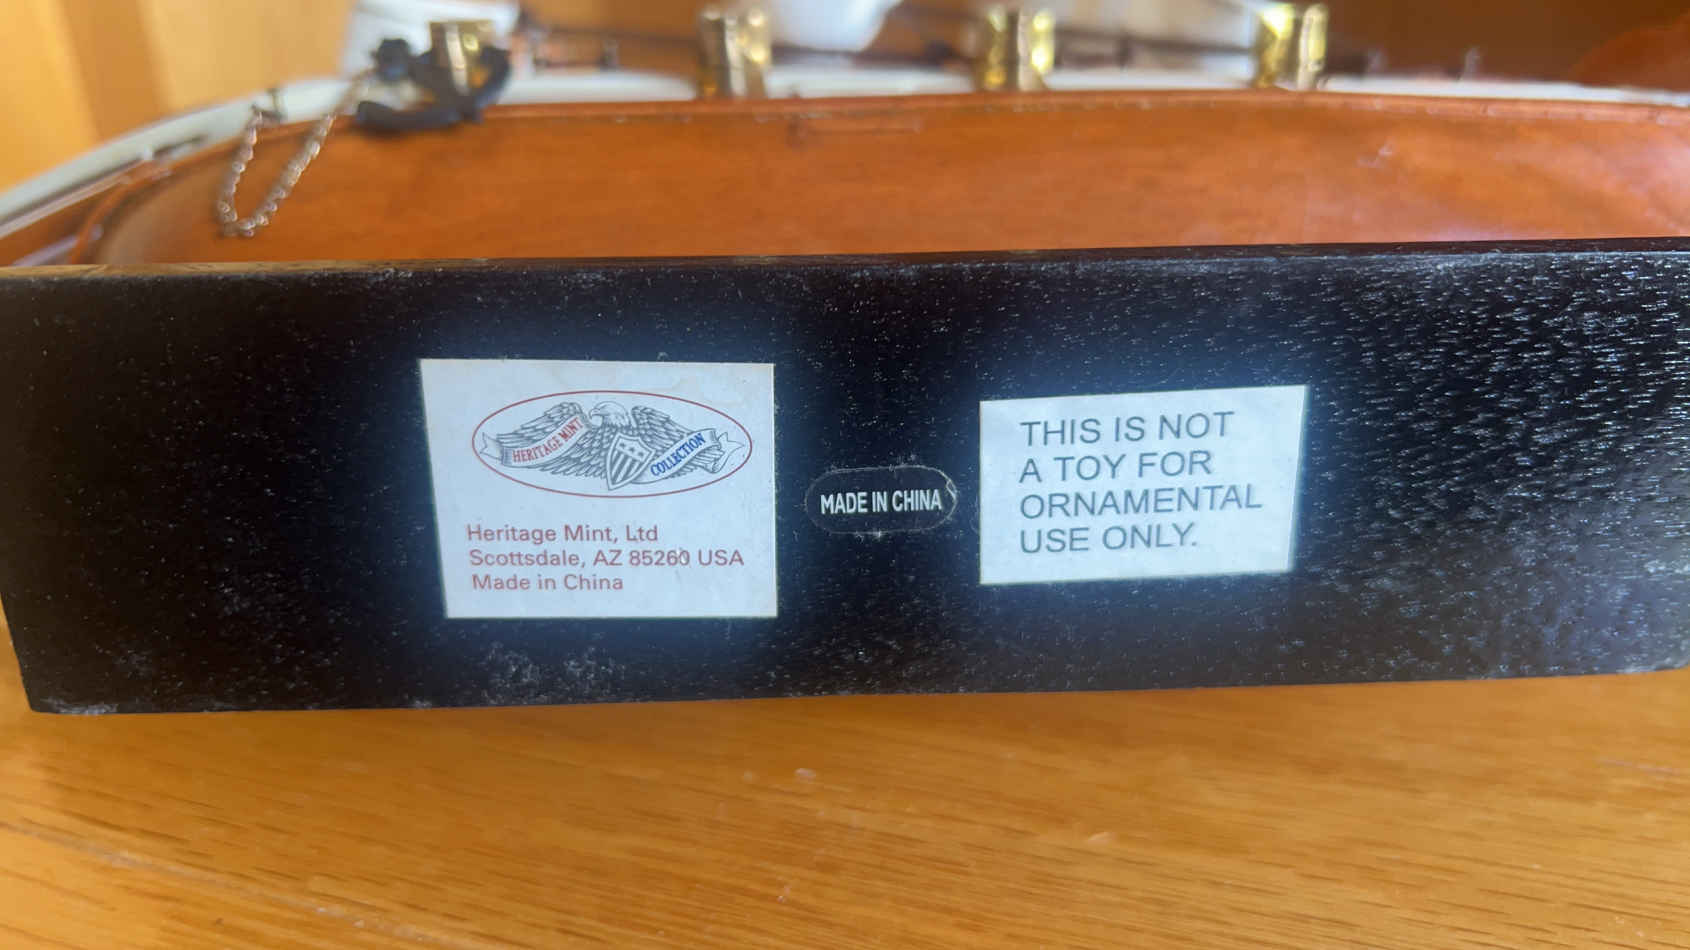 HERITAGE MINT
COLLECTION
Heritage Mint, Ltd
Scottsdale, AZ 85260 USA
Made in China
MADE IN CHINA
THIS IS NOT
A TOY FOR
ORNAMENTAL
USE ONLY.